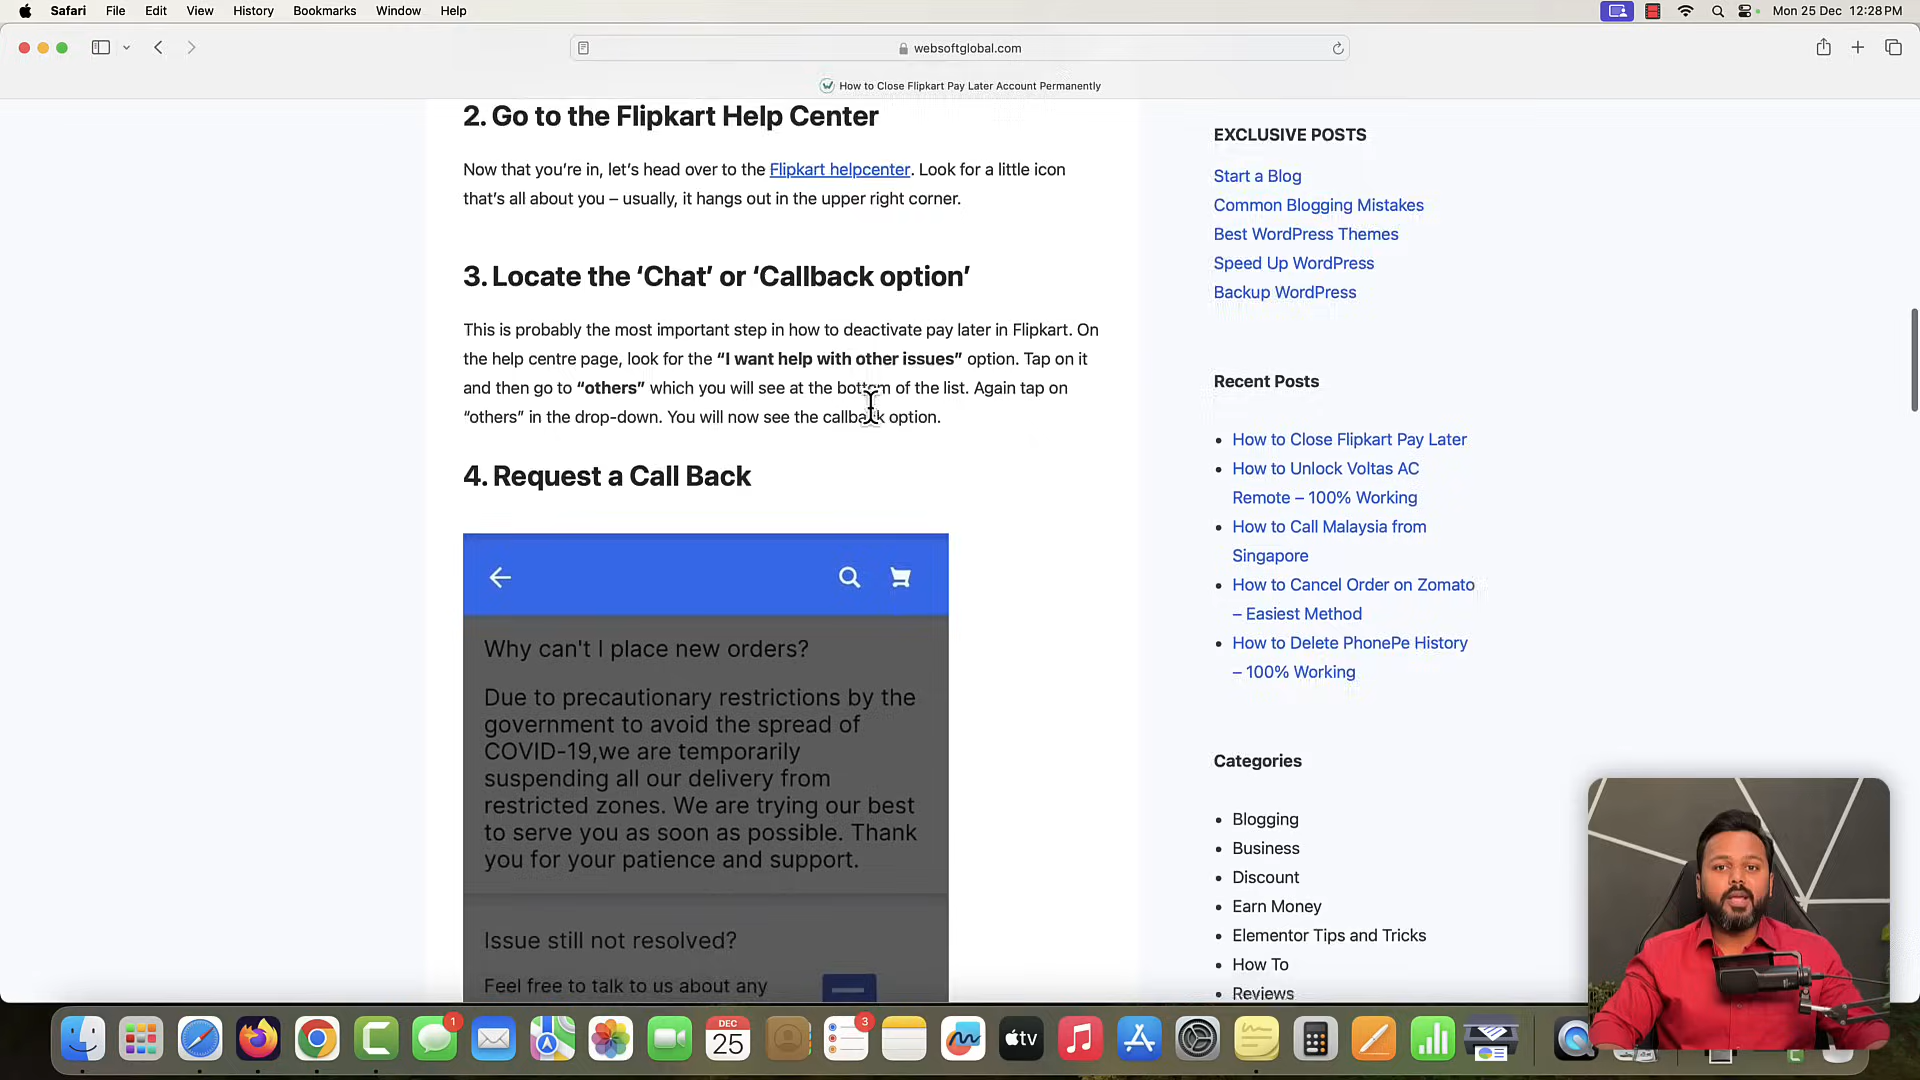 Safari File Edit View History Bookmarks Window Help
Mon 25 Dec 12:28 PM
websoftglobal.com
How to Close Flipkart Pay Later Account Permanently
2. Go to the Flipkart Help Center
Now that you’re in, let’s head over to the Flipkart helpcenter. Look for a little icon
that’s all about you – usually, it hangs out in the upper right corner.
3. Locate the ‘Chat’ or ‘Callback option’
This is probably the most important step in how to deactivate pay later in Flipkart. On
the help centre page, look for the “I want help with other issues” option. Tap on it
and then go to “others” which you will see at the bottom of the list. Again tap on
“others” in the drop-down. You will now see the callback option.
4. Request a Call Back
Why can't I place new orders?
Due to precautionary restrictions by the
government to avoid the spread of
COVID-19,we are temporarily
suspending all our delivery from
restricted zones. We are trying our best
to serve you as soon as possible. Thank
you for your patience and support.
Issue still not resolved?
Feel free to talk to us about any
EXCLUSIVE POSTS
Start a Blog
Common Blogging Mistakes
Best WordPress Themes
Speed Up WordPress
Backup WordPress
Recent Posts
How to Close Flipkart Pay Later
How to Unlock Voltas AC
Remote – 100% Working
How to Call Malaysia from
Singapore
How to Cancel Order on Zomato
– Easiest Method
How to Delete PhonePe History
– 100% Working
Categories
Blogging
Business
Discount
Earn Money
Elementor Tips and Tricks
How To
Reviews
1
DEC
25
3
tv